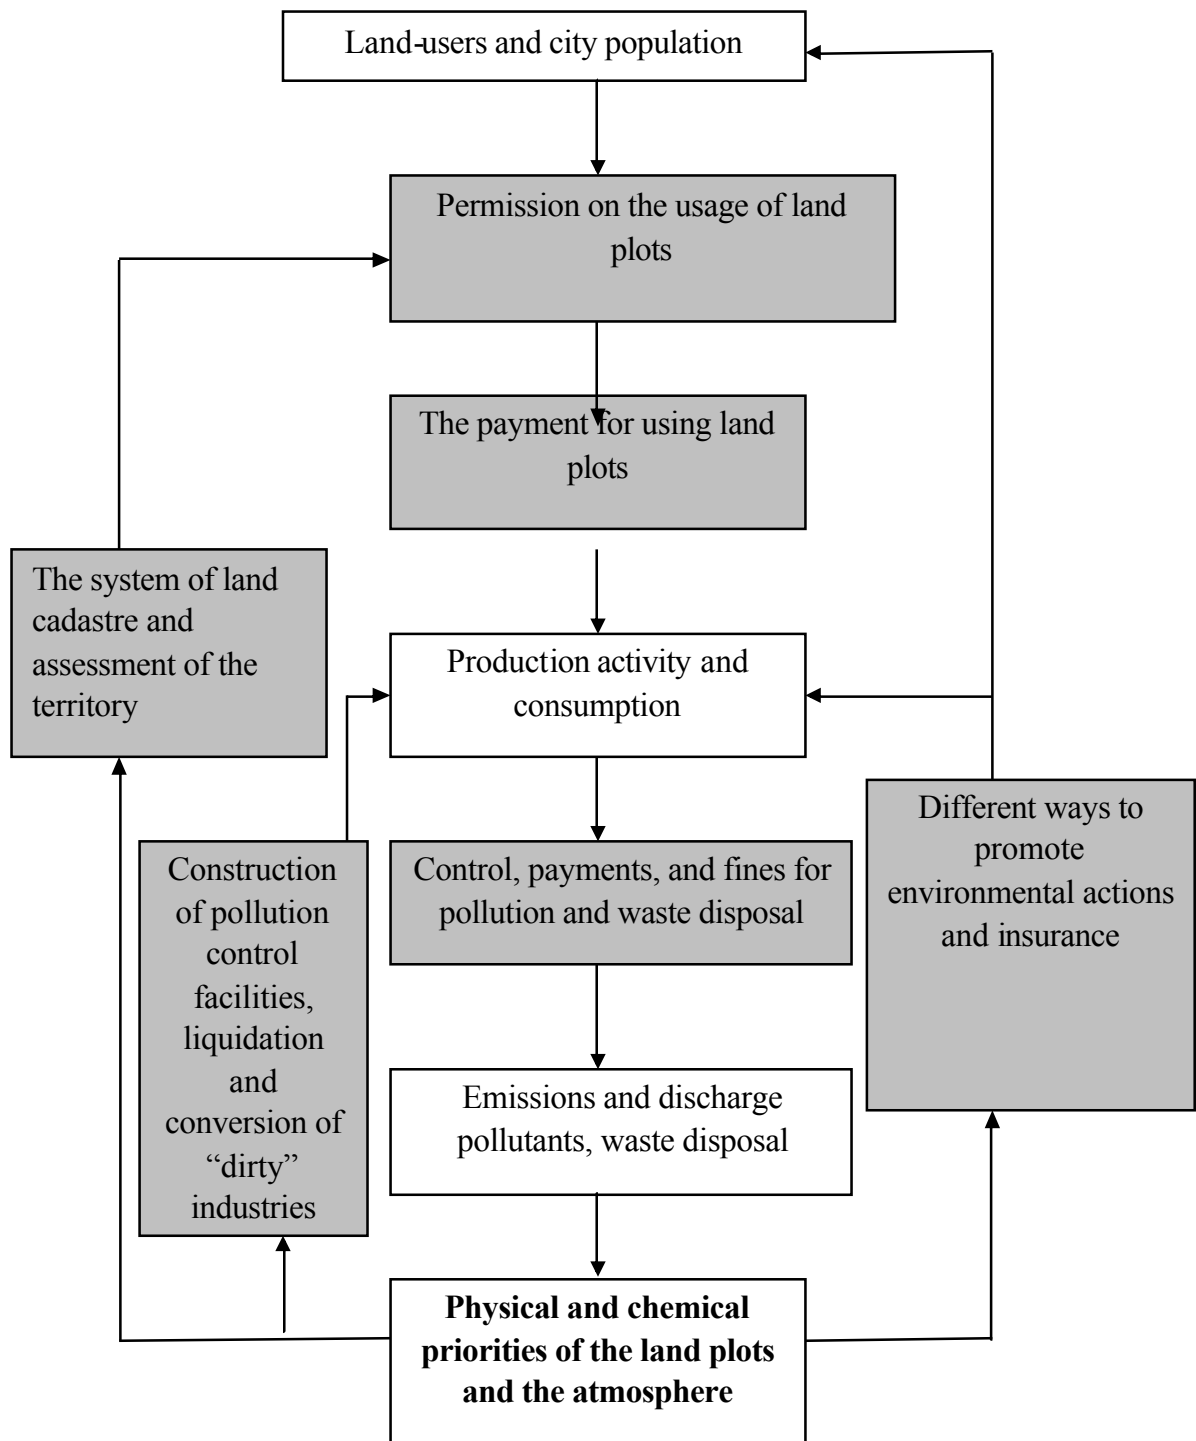 Land-users and city population
Permission on the usage of land
plots
The payment for using land
plots
The system of land
cadastre and
assessment of the
territory
Production activity and
consumption
Different ways to
promote
environmental actions
and insurance
Construction
of pollution
control
facilities,
liquidation
and
conversion of
“dirty”
industries
Control, payments, and fines for
pollution and waste disposal
Emissions and discharge
pollutants, waste disposal
Physical and chemical
priorities of the land plots
and the atmosphere